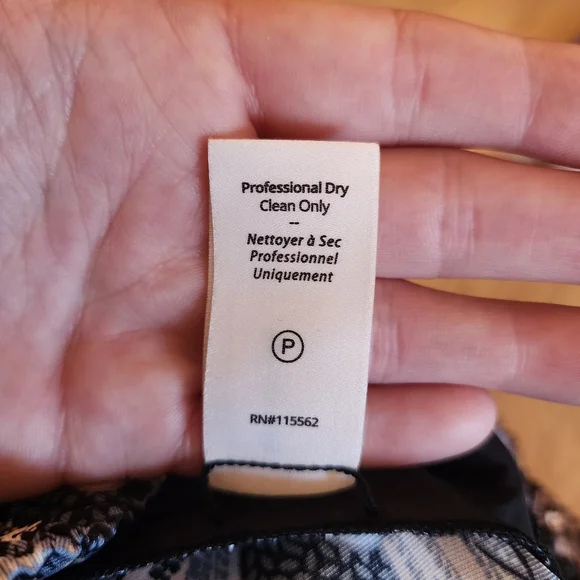 Professional Dry
Clean Only
--
Nettoyer à Sec
Professionnel
Uniquement
P
RN#115562